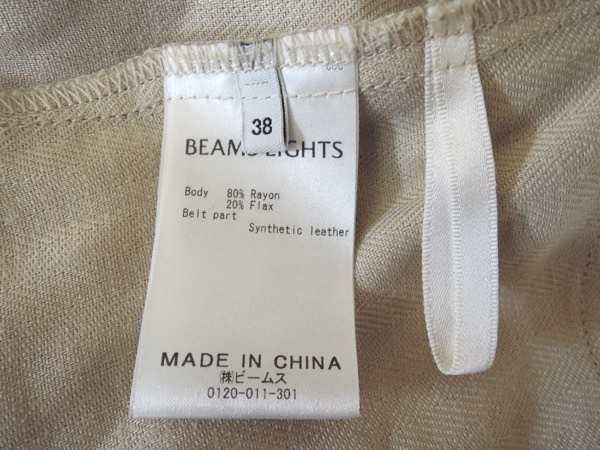 38
BEAMS LIGHTS
Body 80% Rayon
20% Flax
Belt part
Synthetic leather
MADE IN CHINA
㈱ビームス
0120-011-301